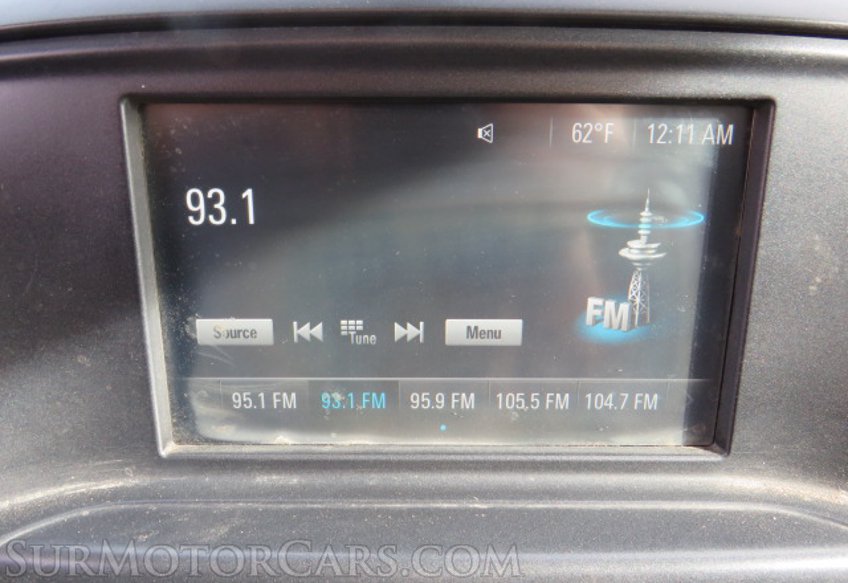 62°F 12:11 AM
93.1
FM
Source Tune Menu
95.1 FM 93.1 FM 95.9 FM 105.5 FM 104.7 FM
SURMOTORCARS.COM